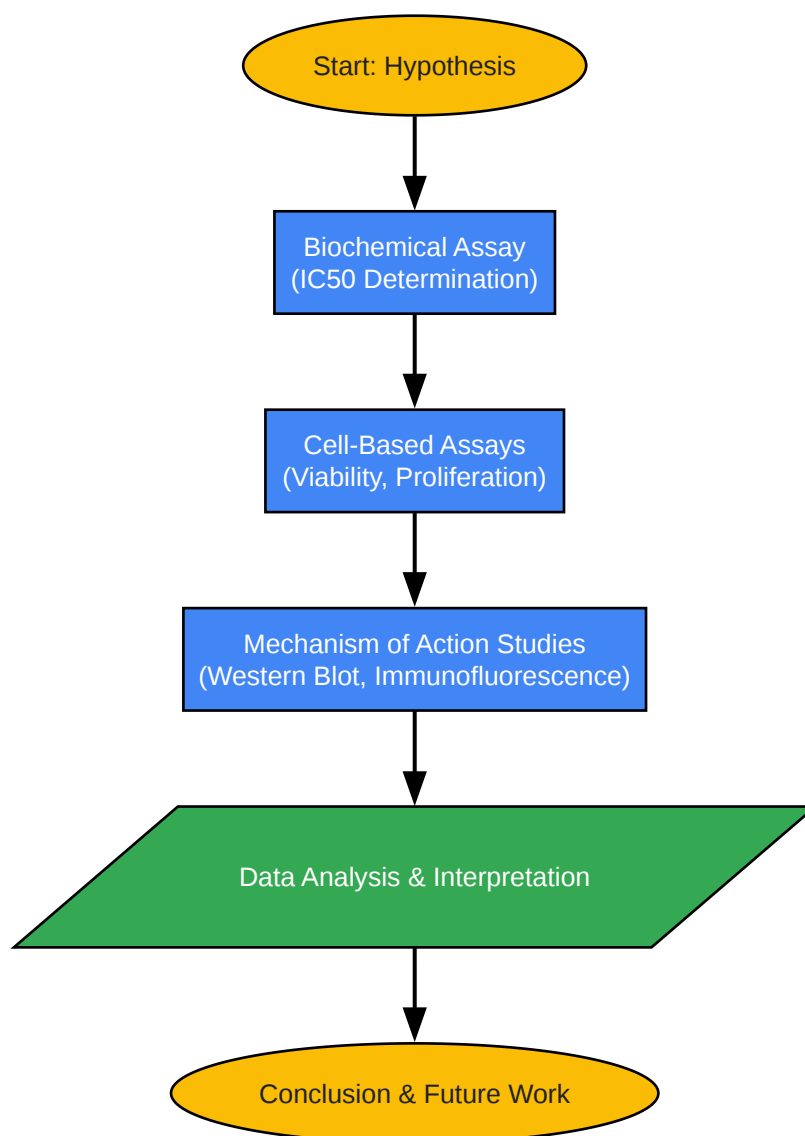 Start: Hypothesis
Biochemical Assay
(IC50 Determination)
Cell-Based Assays
(Viability, Proliferation)
Mechanism of Action Studies
(Western Blot, Immunofluorescence)
Data Analysis & Interpretation
Conclusion & Future Work